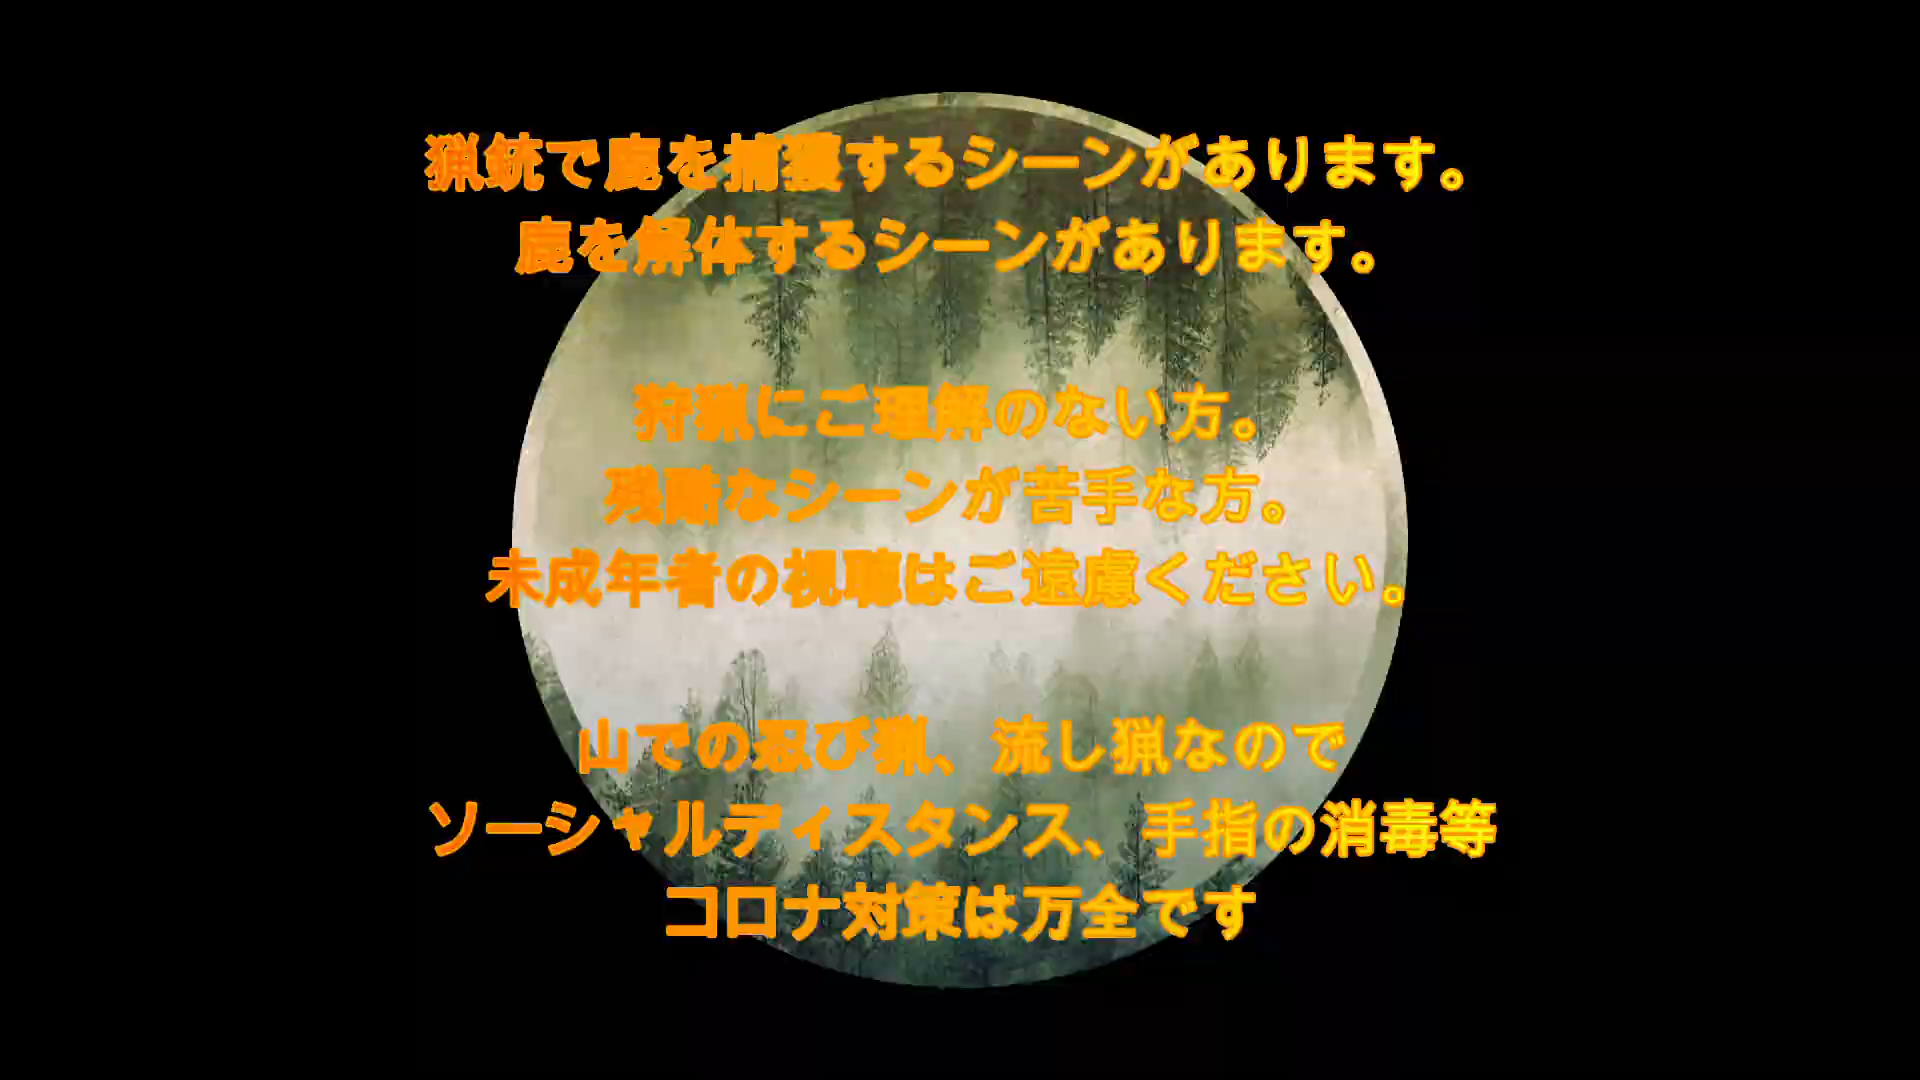 猟銃で鹿を捕獲するシーンがあります。
鹿を解体するシーンがあります。
狩猟にご理解のない方。
残酷なシーンが苦手な方。
未成年者の視聴はご遠慮ください。
山での忍び猟、流し猟なので
ソーシャルディスタンス、手指の消毒等
コロナ対策は万全です